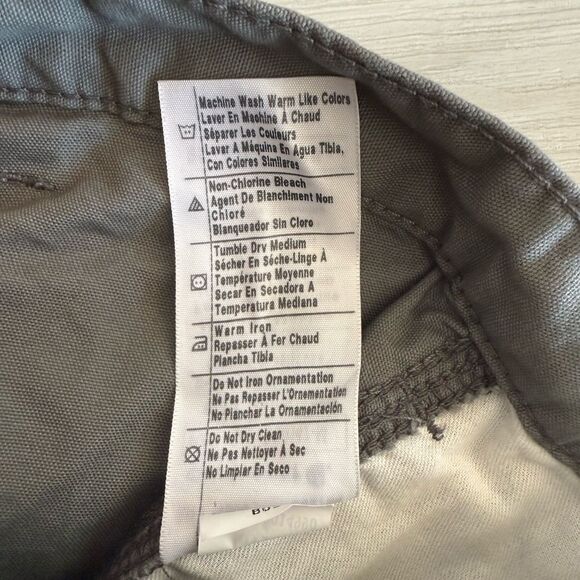 Machine Wash Warm Like Colors
Laver En Machine À Chaud
Séparer Les Couleurs
Lavar A Máquina En Agua Tibia,
Con Colores Similares
Non-Chlorine Bleach
Agent De Blanchiment Non
Chloré
Blanqueador Sin Cloro
Tumble Dry Medium
Sécher En Sèche-Linge À
Température Moyenne
Secar En Secadora A
Temperatura Mediana
Warm Iron
Repasser À Fer Chaud
Plancha Tibia
Do Not Iron Ornamentation
Ne Pas Repasser L'Ornementation
No Planchar La Ornamentación
Do Not Dry Clean
Ne Pas Nettoyer À Sec
No Limpiar En Seco